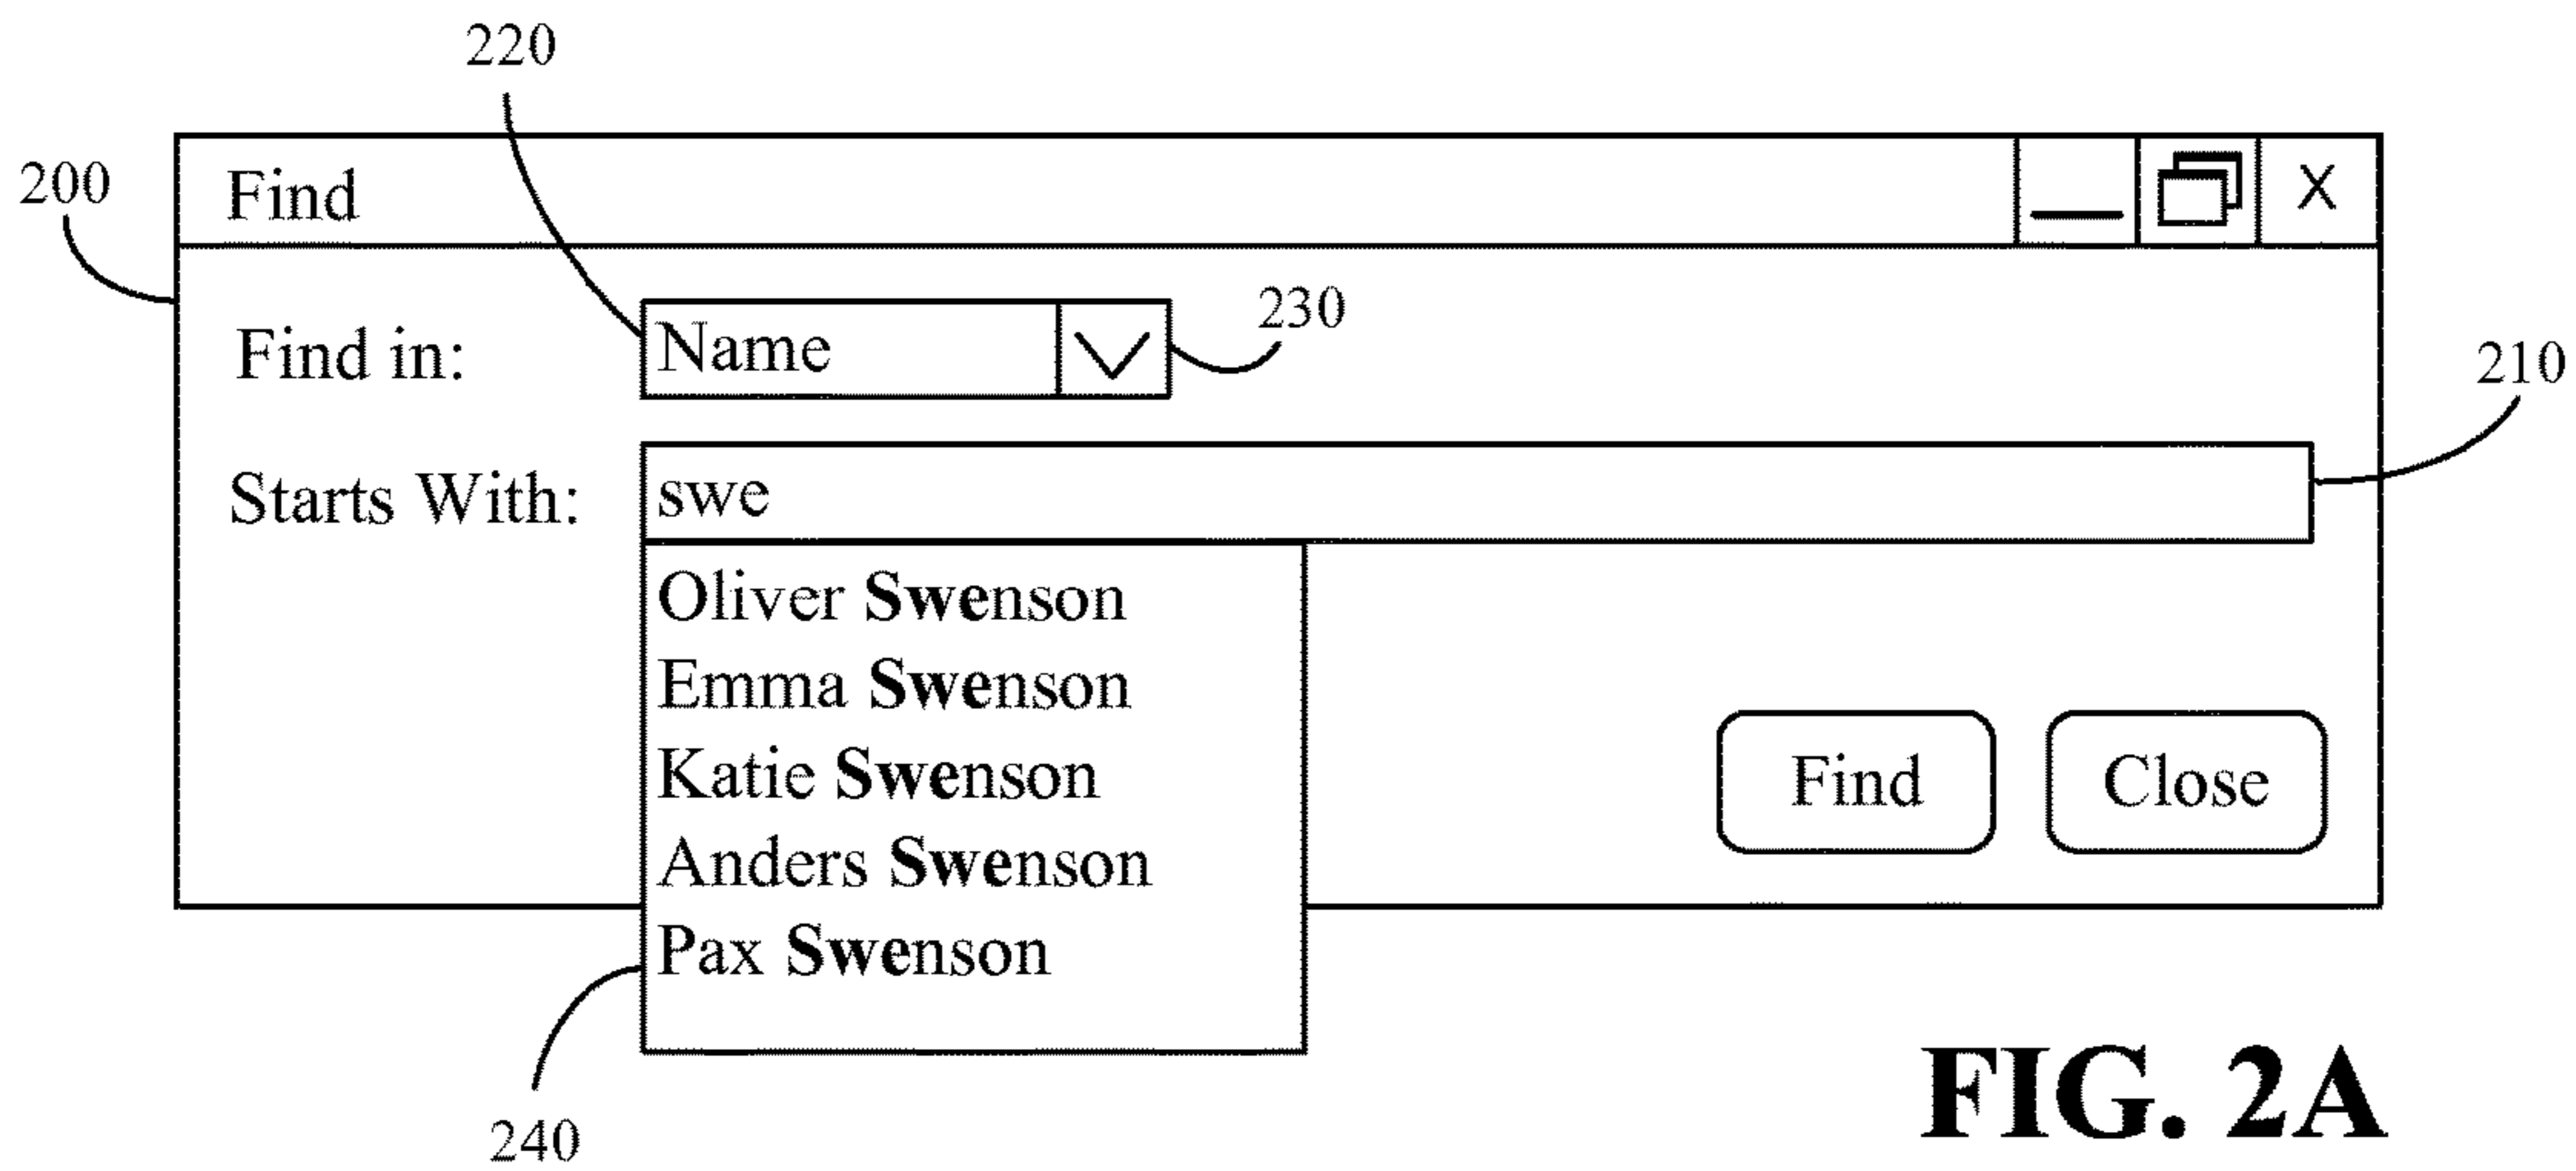 220
200
Find X
Find in: Name 230
210
Starts With: swe
Oliver Swenson
Emma Swenson
Katie Swenson
Find Close
Anders Swenson
Pax Swenson
240
FIG. 2A